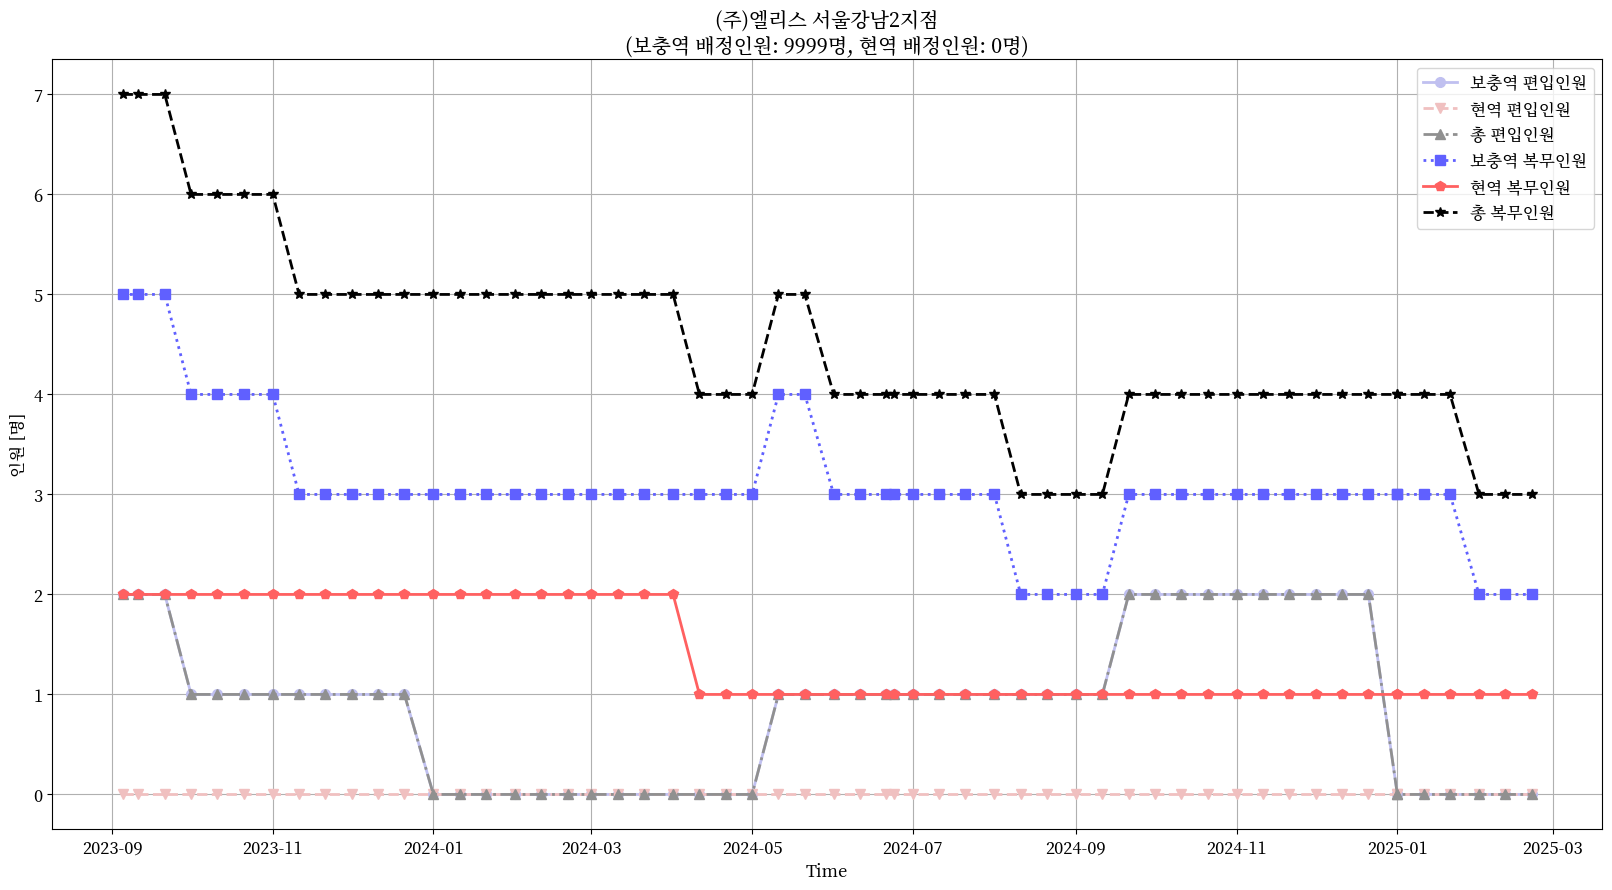 (주)엘리스 서울강남2지점
(보충역 배정인원: 9999명, 현역 배정인원: 0명)
보충역 편입인원
현역 편입인원
총 편입인원
보충역 복무인원
현역 복무인원
총 복무인원
인원 [명]
7
6
5
4
3
2
1
0
2023-09
2023-11
2024-01
2024-03
2024-05
2024-07
2024-09
2024-11
2025-01
2025-03
Time